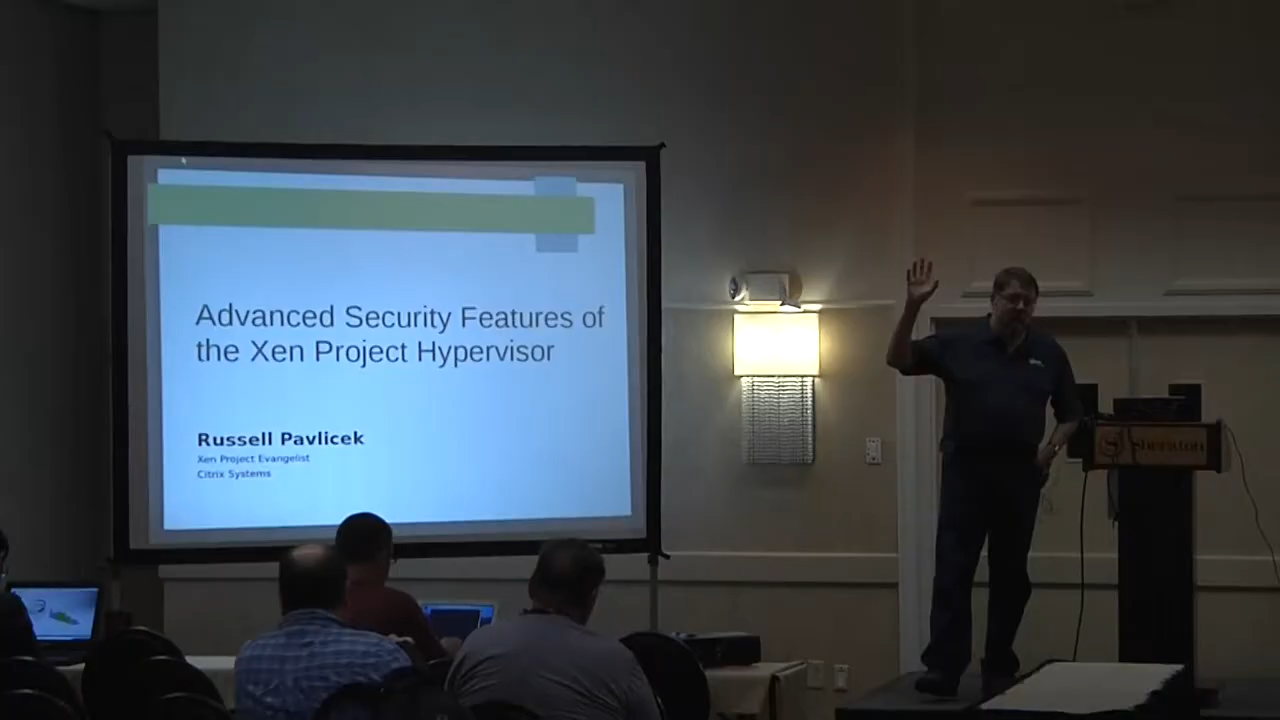 Advanced Security Features of
the Xen Project Hypervisor
Russell Pavlicek
Xen Project Evangelist
Citrix Systems
Sheraton